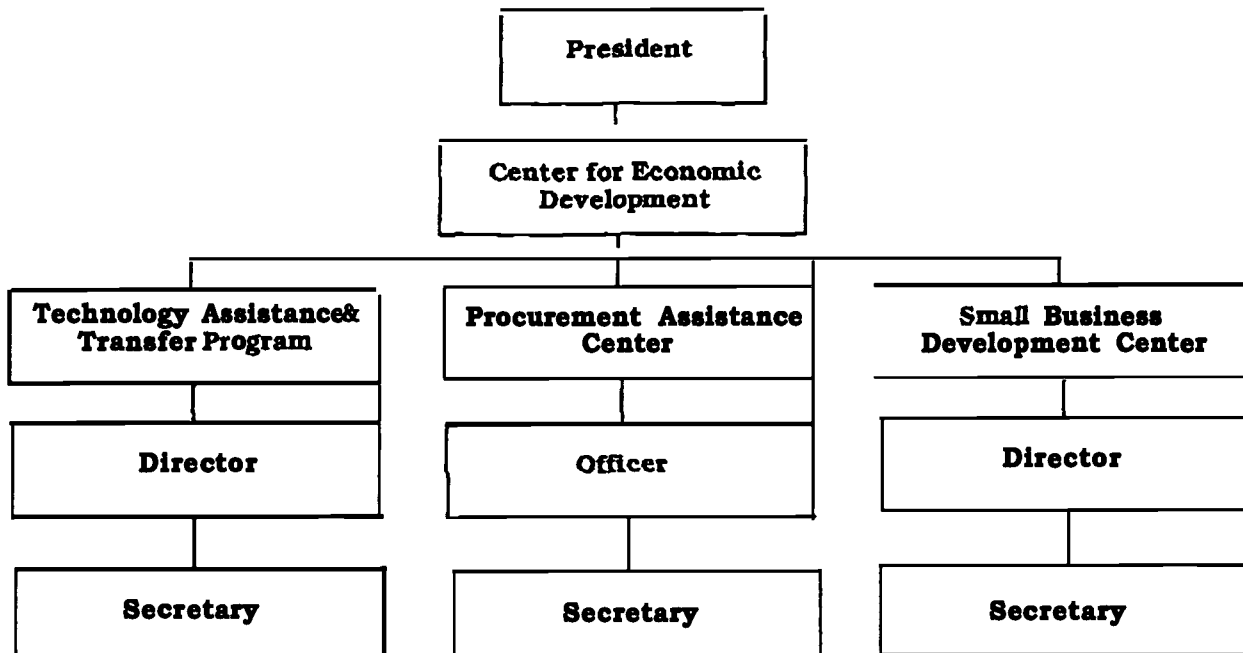 President
Center for Economic
Development
Technology Assistance&
Transfer Program
Procurement Assistance
Center
Small Business
Development Center
Director
Officer
Director
Secretary
Secretary
Secretary